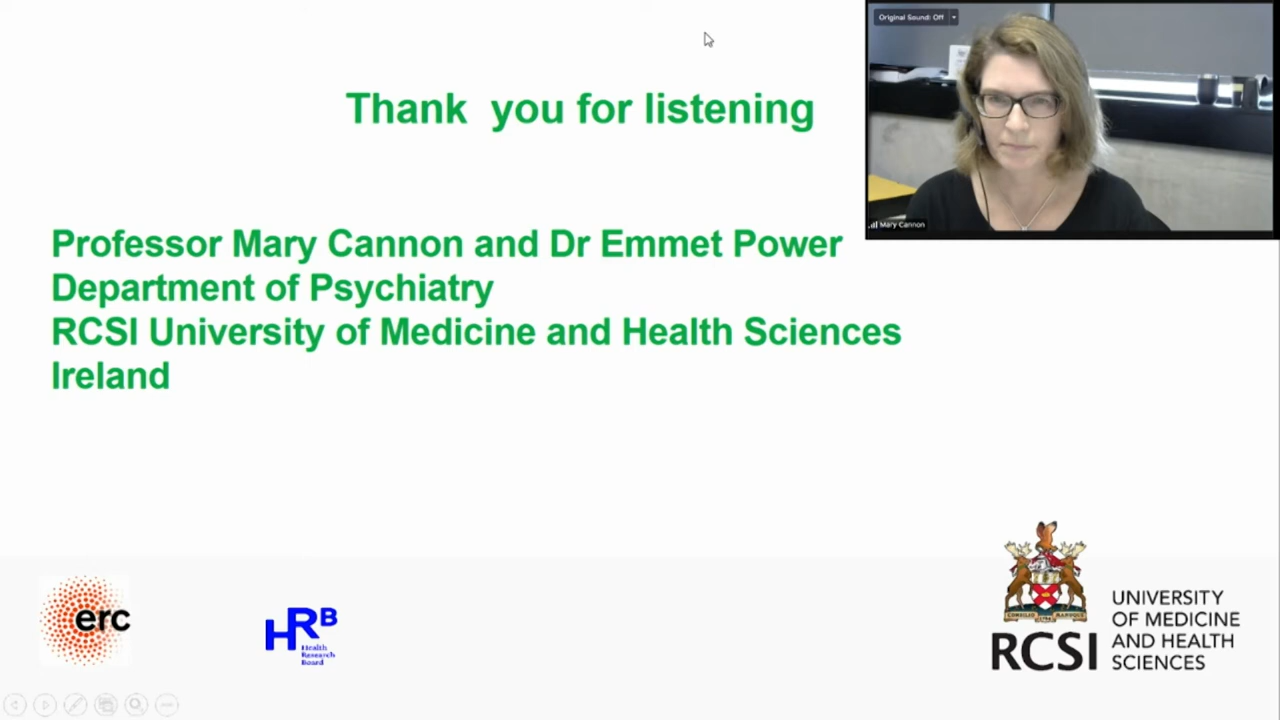 Original Sound: Off
Thank you for listening
Mary Cannon
Professor Mary Cannon and Dr Emmet Power
Department of Psychiatry
RCSI University of Medicine and Health Sciences
Ireland
erc
HRB
Health
Research
Board
RCSI
UNIVERSITY
OF MEDICINE
AND HEALTH
SCIENCES